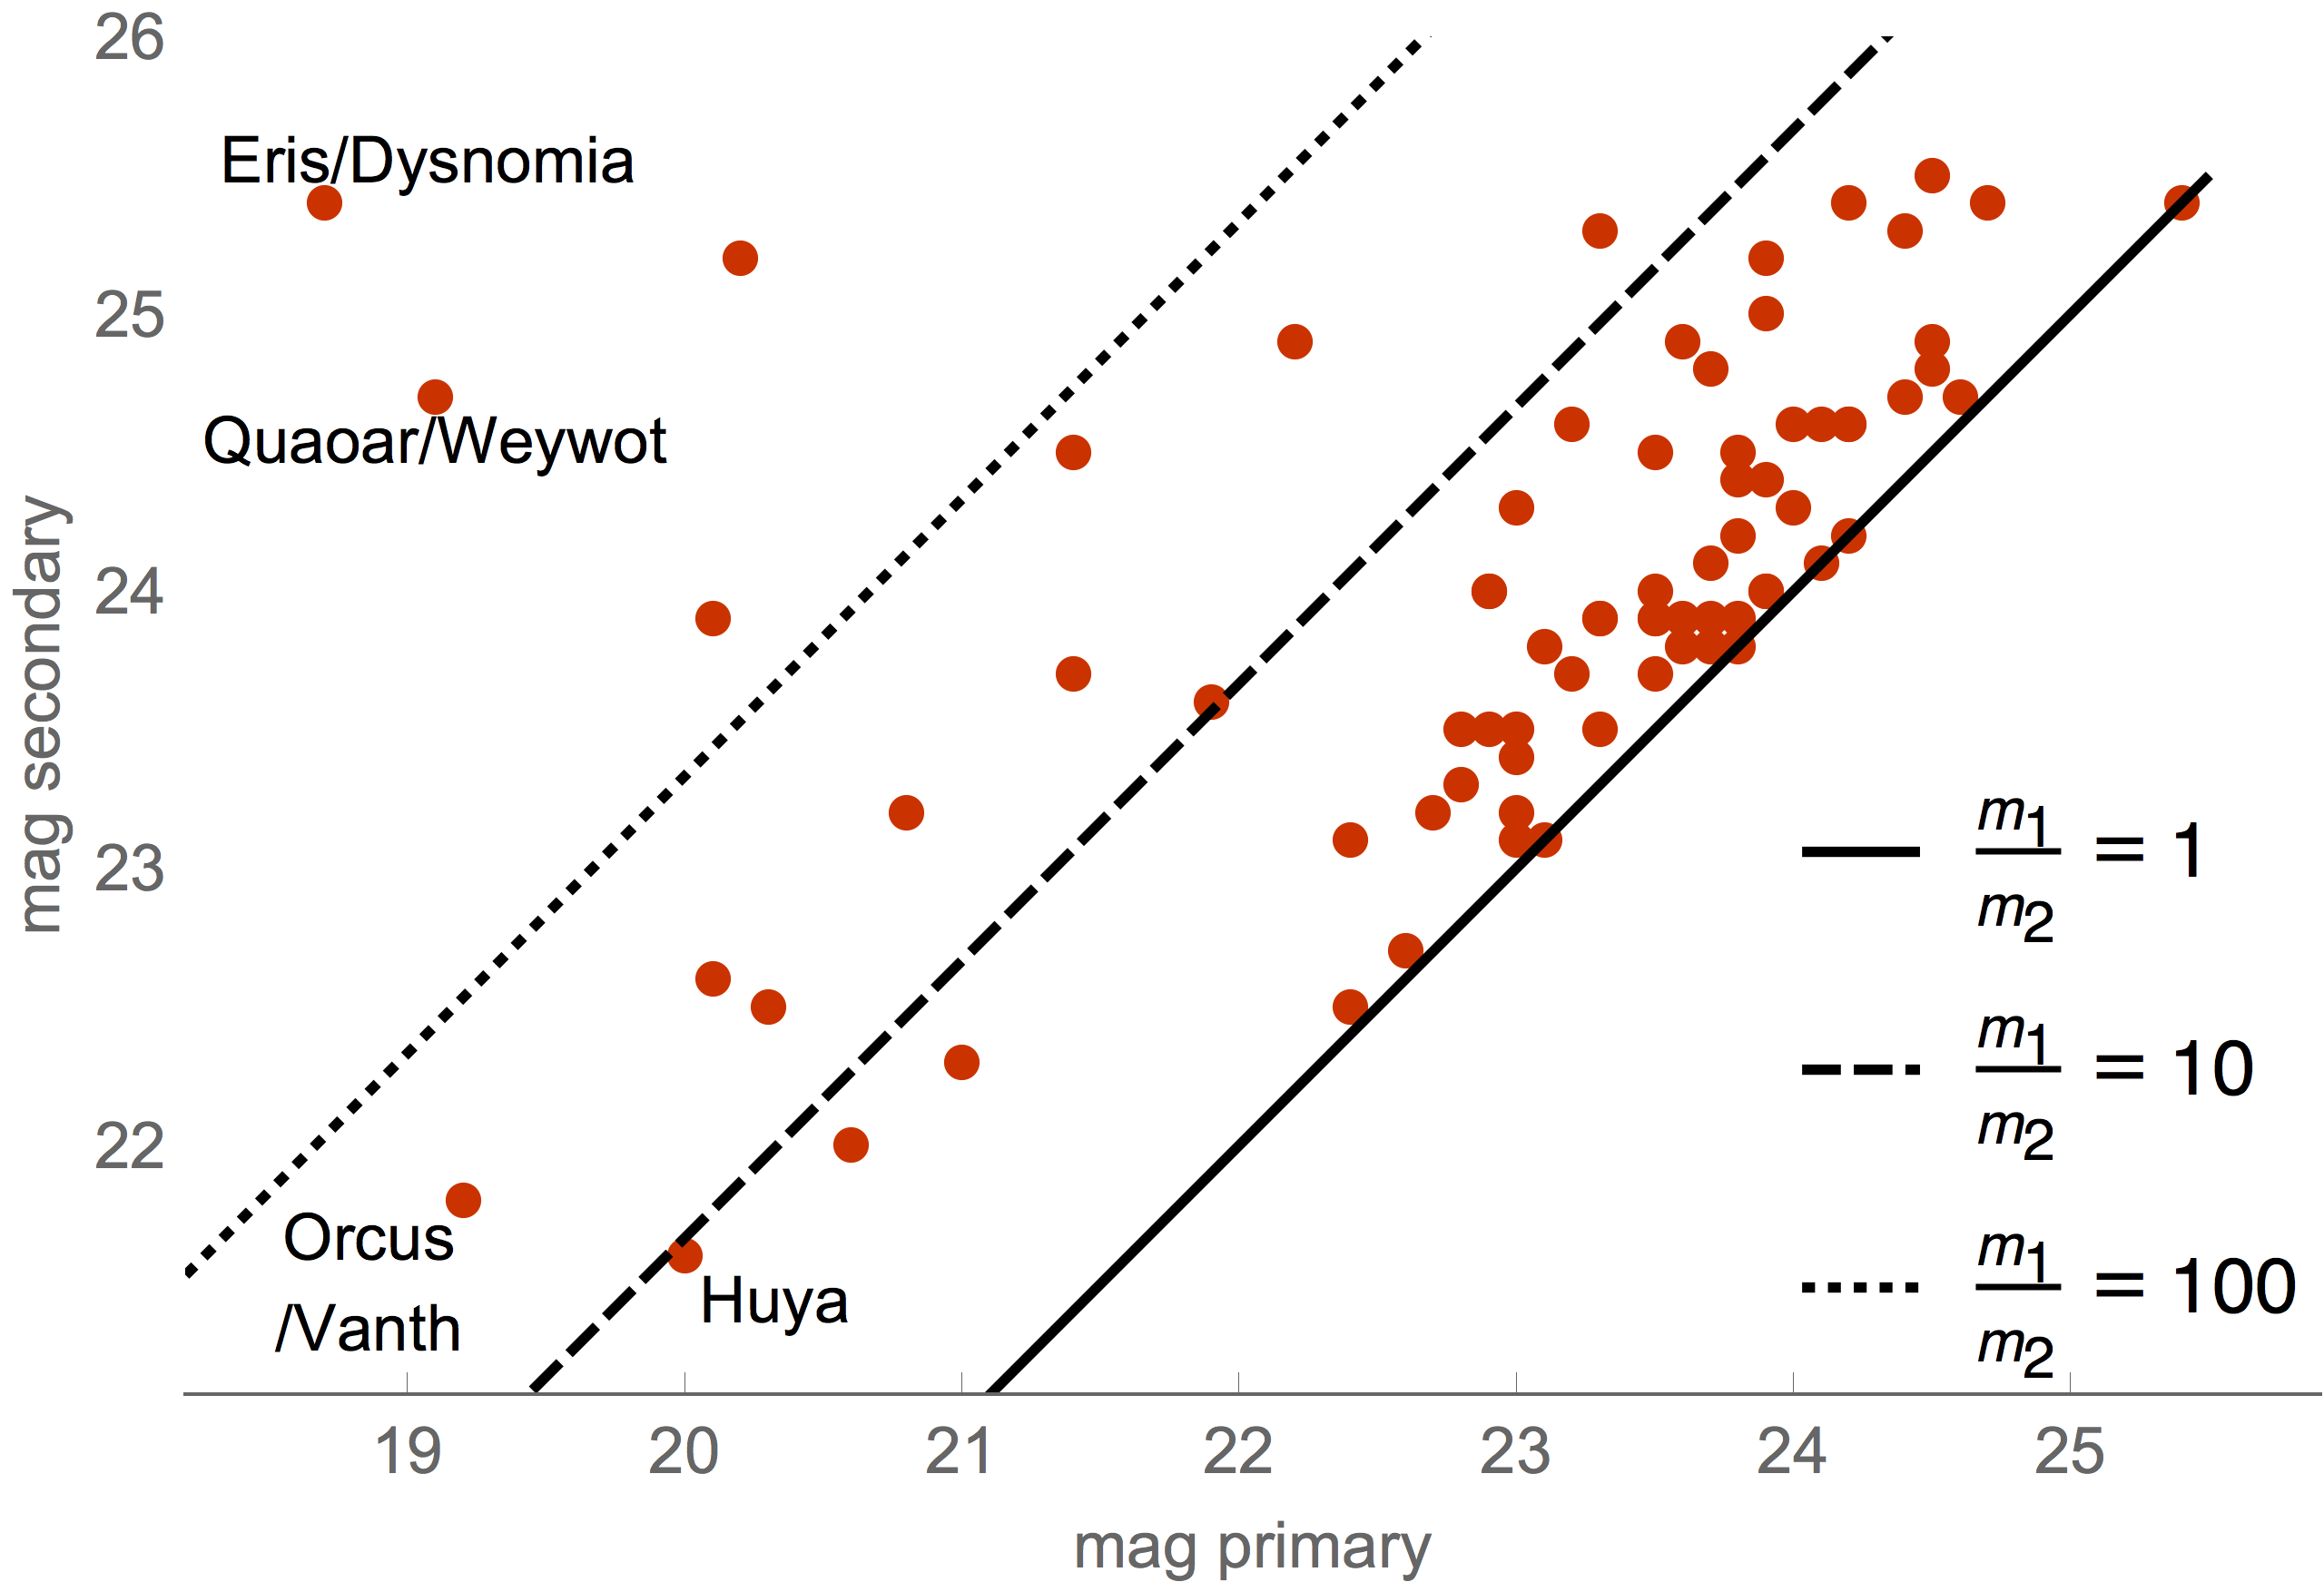 26
Eris/Dysnomia
25
Quaoar/Weywot
24
23
22
mag secondary
Orcus
/Vanth
Huya
m1
m2
= 1
m1
m2
= 10
m1
m2
= 100
19 20 21 22 23 24 25
mag primary